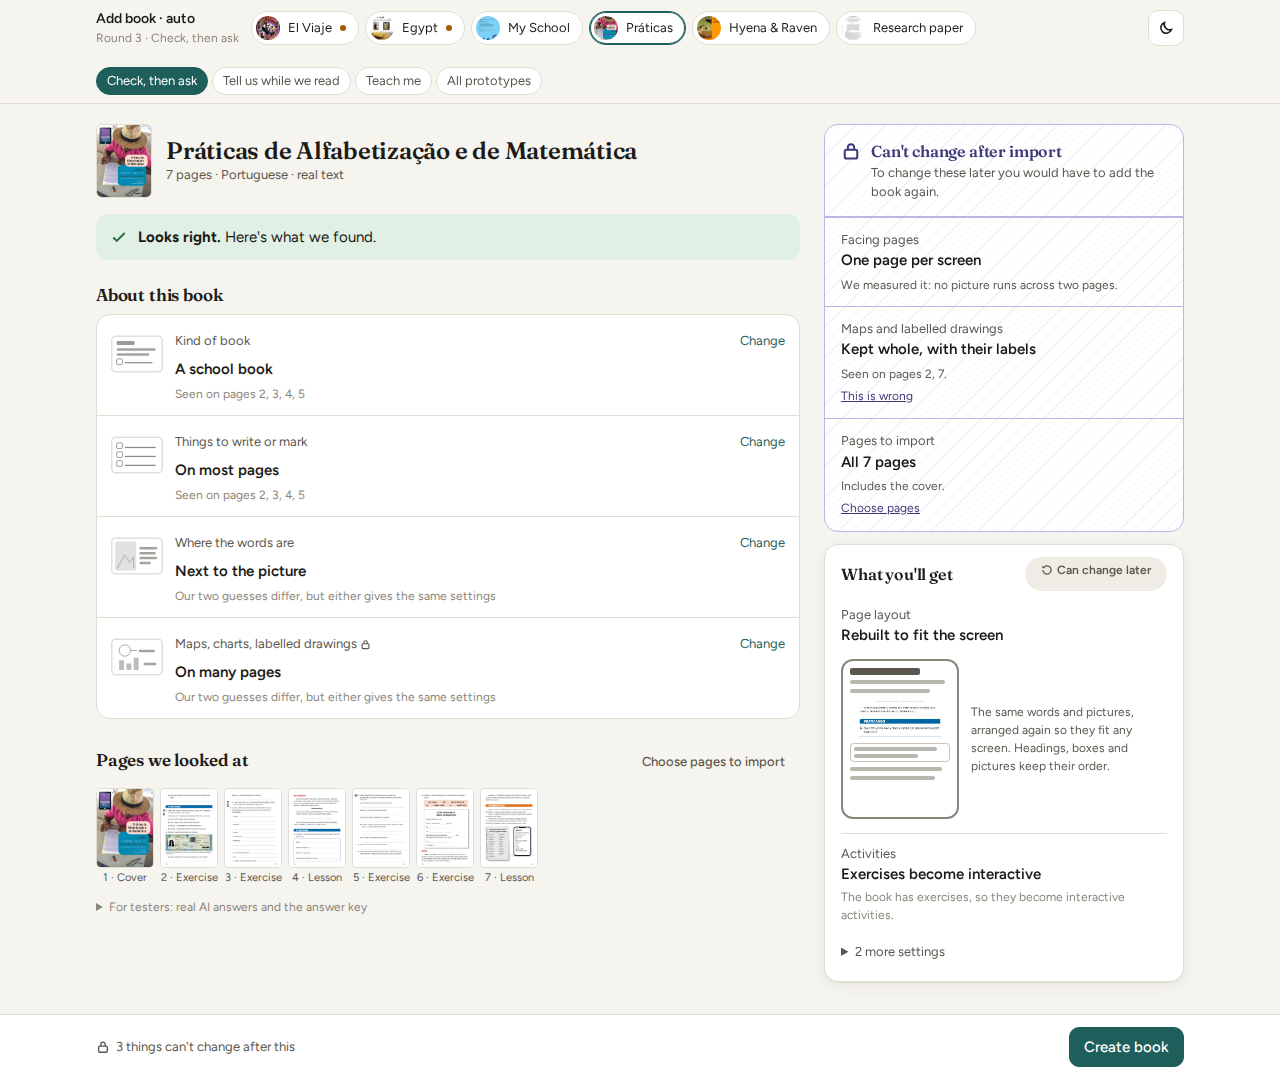 Add book · auto
Round 3 · Check, then ask
El Viaje
Egypt
My School
Práticas
Hyena & Raven
Research paper
Check, then ask
Tell us while we read
Teach me
All prototypes
Práticas de Alfabetização e de Matemática
7 pages · Portuguese · real text
Looks right. Here's what we found.
About this book
Kind of book
Change
A school book
Seen on pages 2, 3, 4, 5
Things to write or mark
Change
On most pages
Seen on pages 2, 3, 4, 5
Where the words are
Change
Next to the picture
Our two guesses differ, but either gives the same settings
Maps, charts, labelled drawings
Change
On many pages
Our two guesses differ, but either gives the same settings
Pages we looked at
Choose pages to import
1 · Cover
2 · Exercise
3 · Exercise
4 · Lesson
5 · Exercise
6 · Exercise
7 · Lesson
For testers: real AI answers and the answer key
Can't change after import
To change these later you would have to add the
book again.
Facing pages
One page per screen
We measured it: no picture runs across two pages.
Maps and labelled drawings
Kept whole, with their labels
Seen on pages 2, 7.
This is wrong
Pages to import
All 7 pages
Includes the cover.
Choose pages
What you'll get
Can change later
Page layout
Rebuilt to fit the screen
PRATICANDO
The same words and pictures,
arranged again so they fit any
screen. Headings, boxes and
pictures keep their order.
Activities
Exercises become interactive
The book has exercises, so they become interactive
activities.
2 more settings
3 things can't change after this
Create book